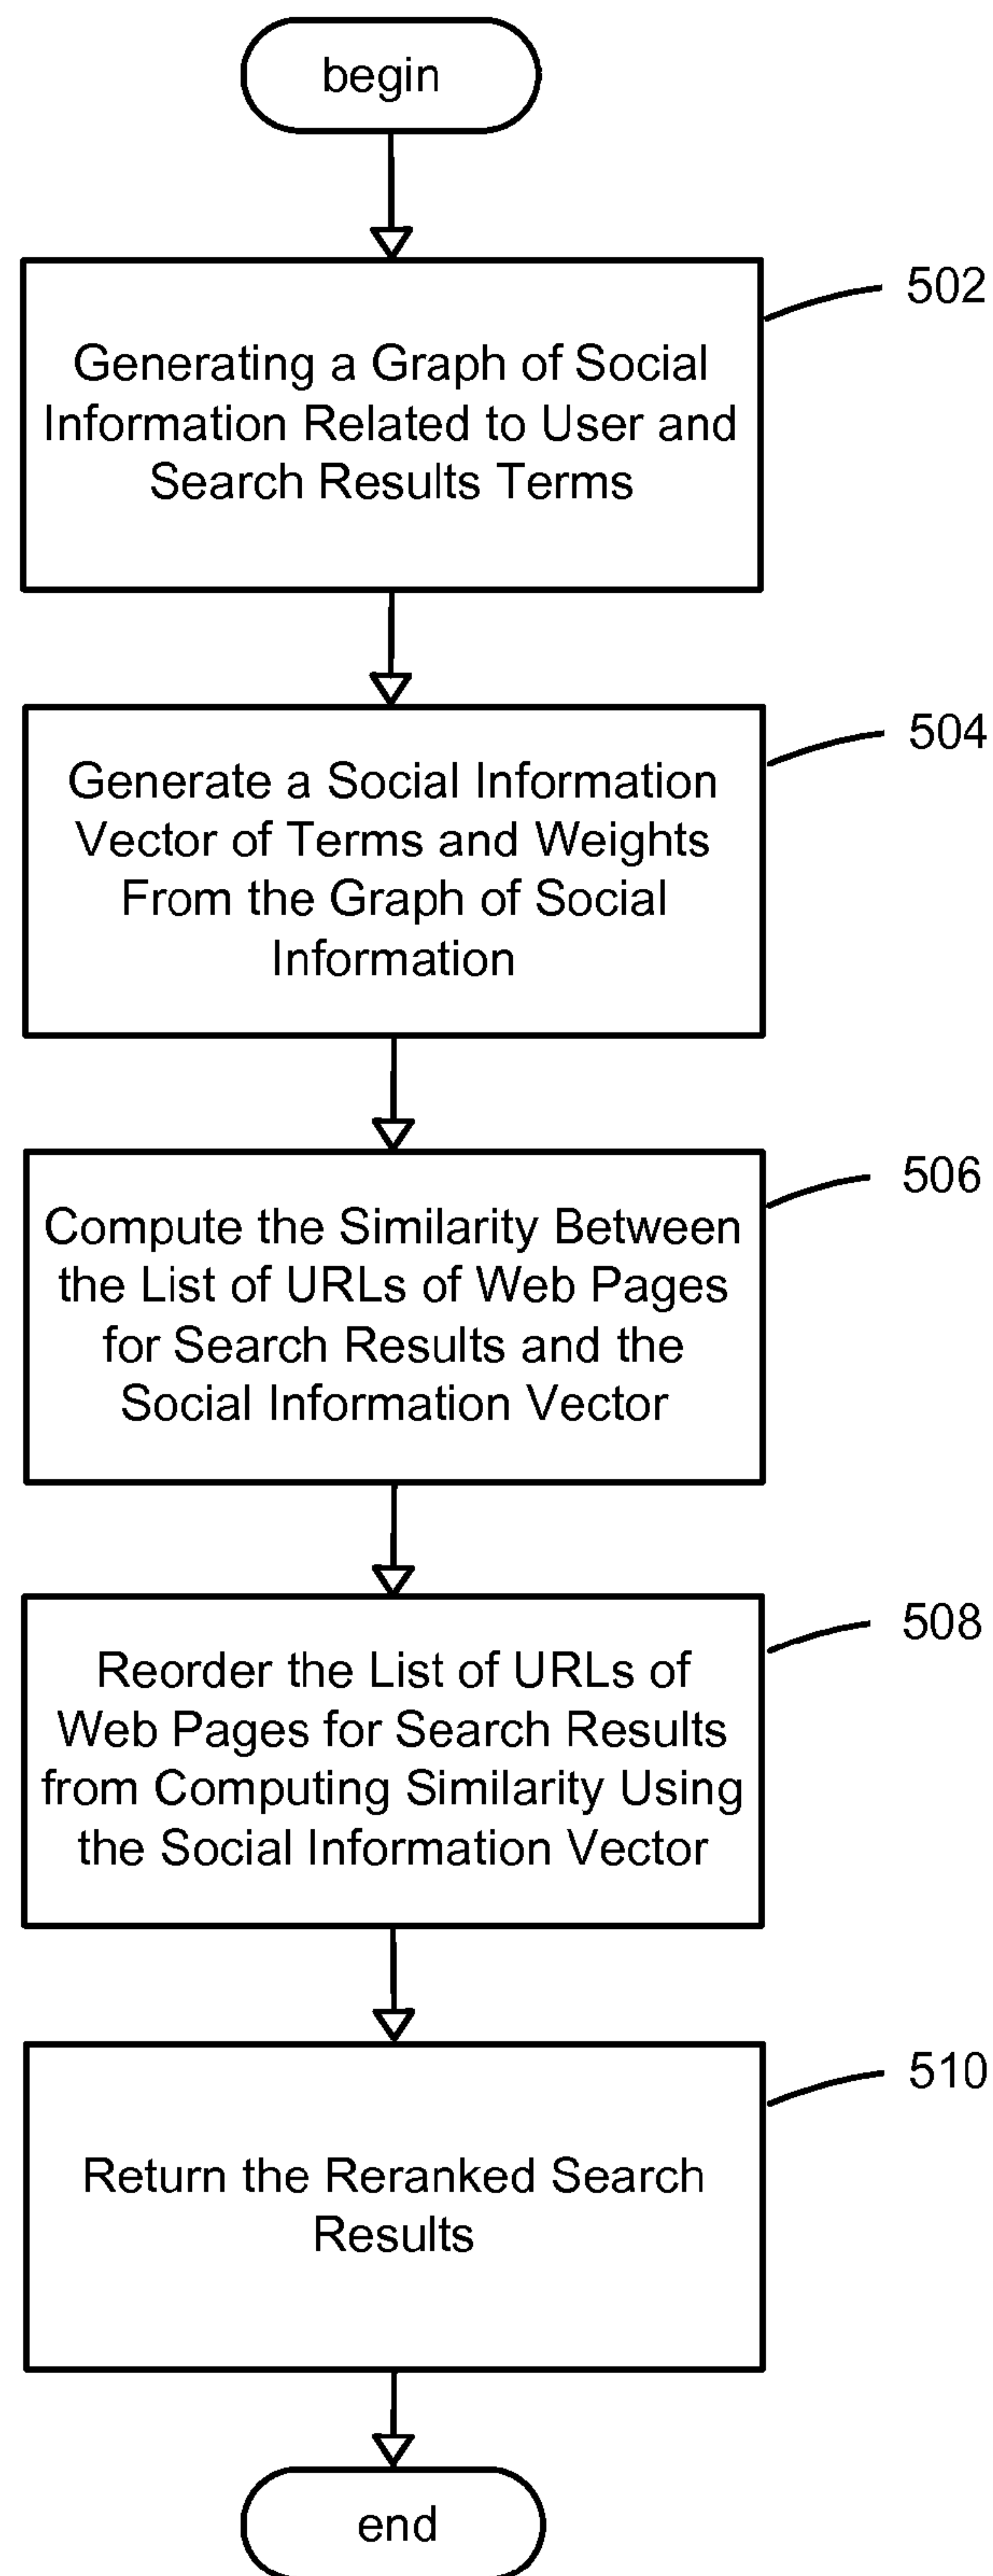 begin
502
Generating a Graph of Social
Information Related to User and
Search Results Terms
504
Generate a Social Information
Vector of Terms and Weights
From the Graph of Social
Information
506
Compute the Similarity Between
the List of URLs of Web Pages
for Search Results and the
Social Information Vector
508
Reorder the List of URLs of
Web Pages for Search Results
from Computing Similarity Using
the Social Information Vector
510
Return the Reranked Search
Results
end